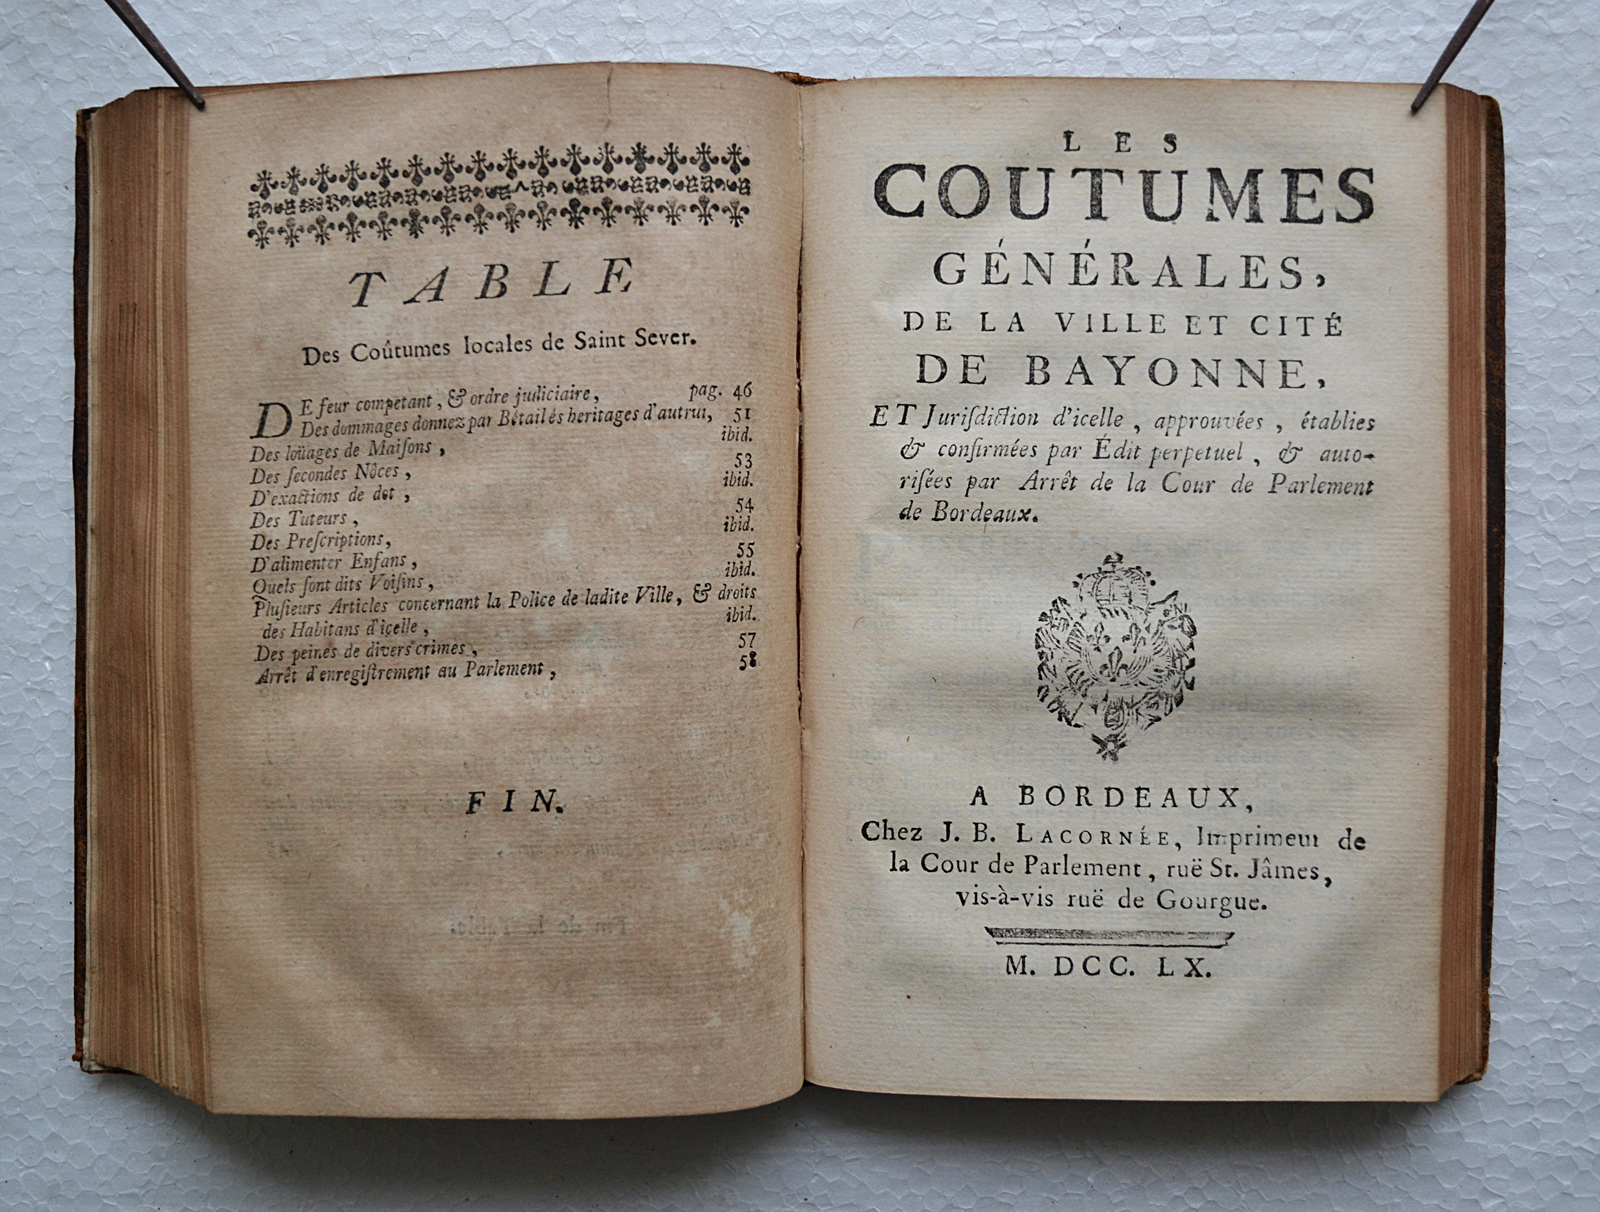 TABLE
Des Coûtumes locales de Saint Sever.
DE feur competant, & ordre judiciaire, pag. 46
Des dommages donnez par Bétail és heritages d'autrui, 51
Des loüages de Maiſons, ibid.
Des ſecondes Nôces, 53
D'exactions de dot, ibid.
Des Tuteurs, 54
Des Preſcriptions, ibid.
D'alimenter Enfans, 55
Quels ſont dits Voiſins, ibid.
Pluſieurs Articles concernant la Police de ladite Ville, & droits
des Habitans d'icelle, ibid.
Des peines de divers crimes, 57
Arrêt d'enregiſtrement au Parlement, 58
FIN.
LES
COUTUMES
GÉNÉRALES,
DE LA VILLE ET CITÉ
DE BAYONNE,
ET Juriſdiction d'icelle, approuvées, établies
& confirmées par Édit perpetuel, & auto-
riſées par Arrêt de la Cour de Parlement
de Bordeaux.
A BORDEAUX,
Chez J. B. LACORNÉE, Imprimeur de
la Cour de Parlement, ruë St. Jâmes,
vis-à-vis ruë de Gourgue.
M. DCC. LX.